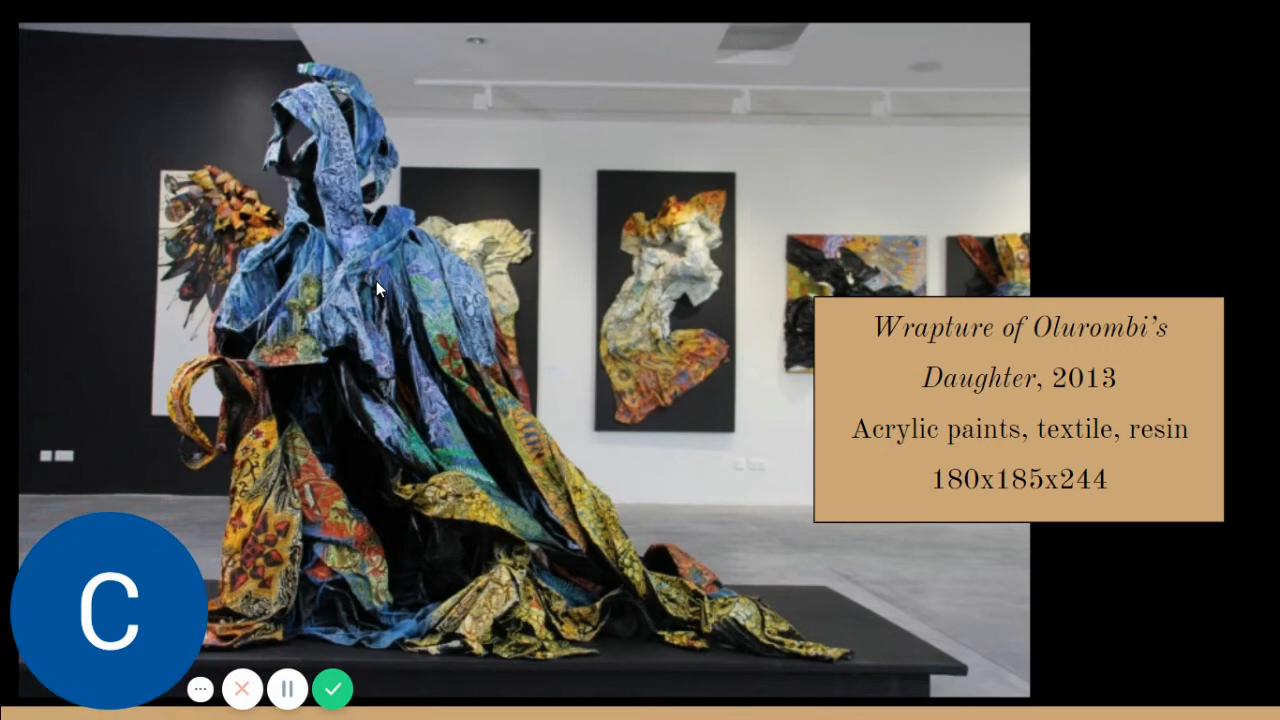 Wrapture of Olurombi’s
Daughter, 2013
Acrylic paints, textile, resin
180x185x244
C